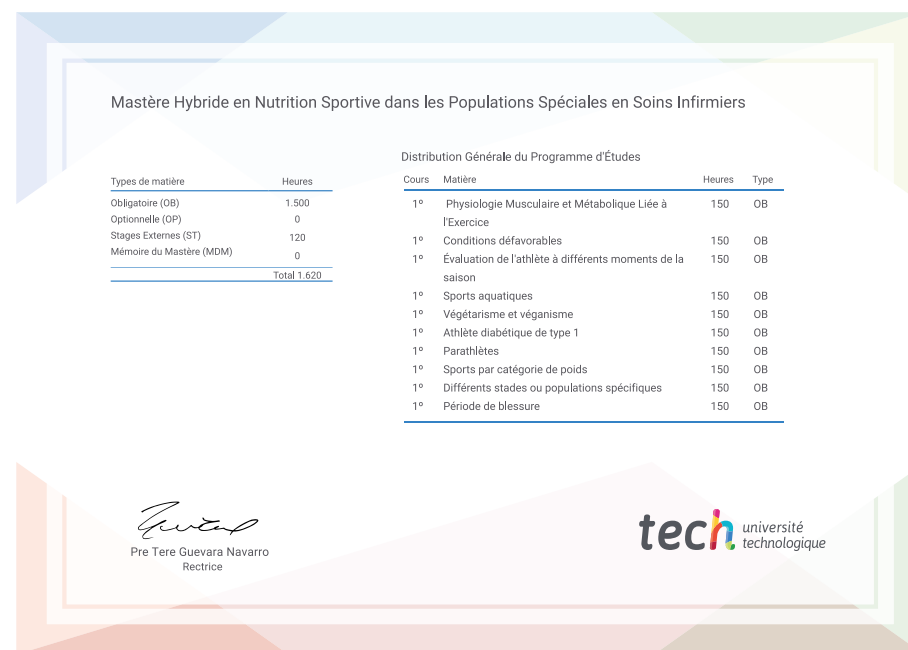 Mastère Hybride en Nutrition Sportive dans les Populations Spéciales en Soins Infirmiers
Types de matière Heures
Obligatoire (OB) 1.500
Optionnelle (OP) 0
Stages Externes (ST) 120
Mémoire du Mastère (MDM) 0
Total 1.620
Distribution Générale du Programme d'Études
Cours Matière Heures Type
1º Physiologie Musculaire et Métabolique Liée à 150 OB
l'Exercice
1º Conditions défavorables 150 OB
1º Évaluation de l'athlète à différents moments de la 150 OB
saison
1º Sports aquatiques 150 OB
1º Végétarisme et véganisme 150 OB
1º Athlète diabétique de type 1 150 OB
1º Parathlètes 150 OB
1º Sports par catégorie de poids 150 OB
1º Différents stades ou populations spécifiques 150 OB
1º Période de blessure 150 OB
Pre Tere Guevara Navarro
Rectrice
tech université
technologique